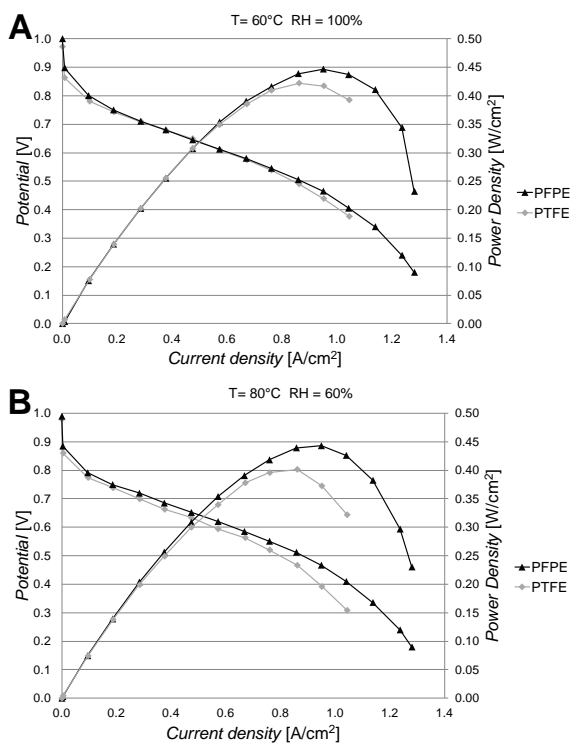 A
T= 60°C RH = 100%
1.0
0.9
0.8
0.7
0.6
0.5
0.4
0.3
0.2
0.1
0.0
Potential [V]
0.50
0.45
0.40
0.35
0.30
0.25
0.20
0.15
0.10
0.05
0.00
Power Density [W/cm²]
PFPE
PTFE
0.0 0.2 0.4 0.6 0.8 1.0 1.2 1.4
Current density [A/cm²]
B
T= 80°C RH = 60%
1.0
0.9
0.8
0.7
0.6
0.5
0.4
0.3
0.2
0.1
0.0
Potential [V]
0.50
0.45
0.40
0.35
0.30
0.25
0.20
0.15
0.10
0.05
0.00
Power Density [W/cm²]
PFPE
PTFE
0.0 0.2 0.4 0.6 0.8 1.0 1.2 1.4
Current density [A/cm²]